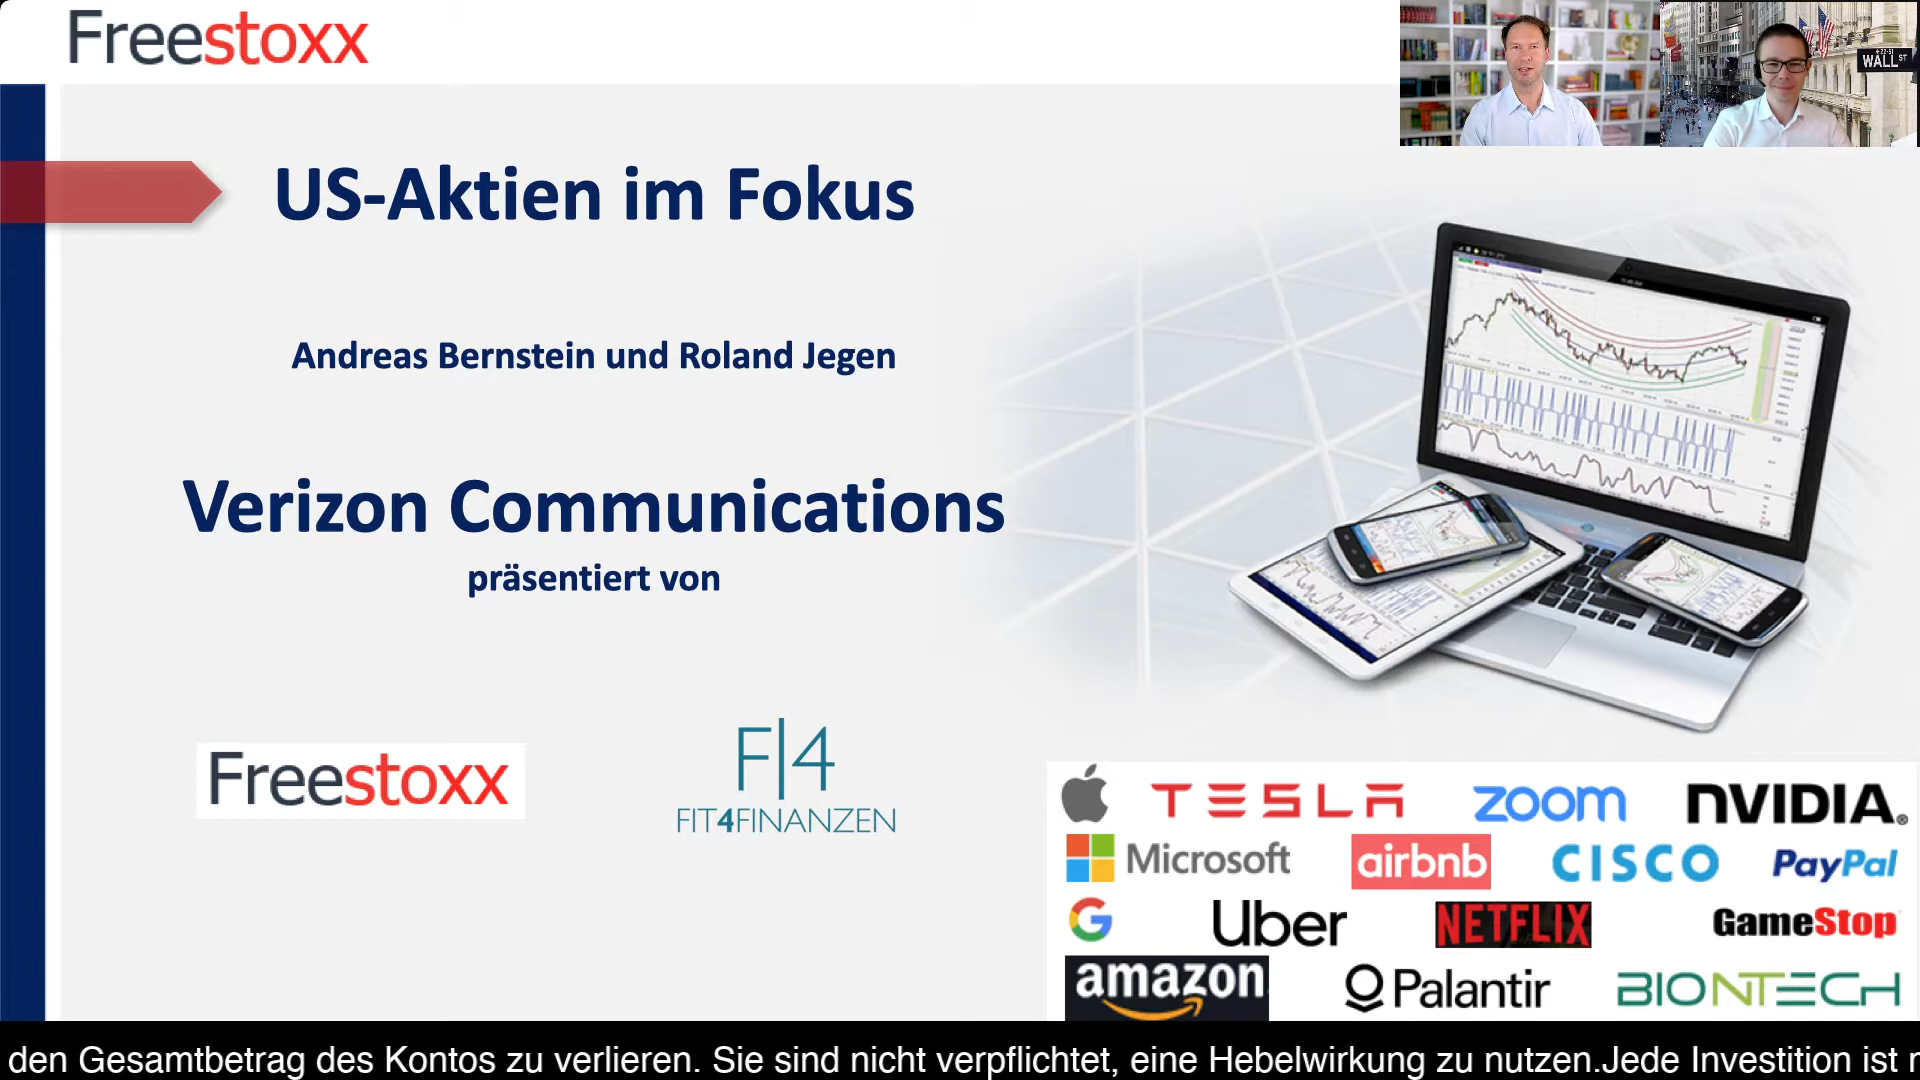 Freestoxx
WALL ST
US-Aktien im Fokus
Andreas Bernstein und Roland Jegen
Verizon Communications
präsentiert von
Freestoxx
F|4
FIT4FINANZEN
TESLA
zoom
NVIDIA®
Microsoft
airbnb
CISCO
PayPal
G
Uber
NETFLIX
GameStop
amazon
Palantir
BIONTECH
den Gesamtbetrag des Kontos zu verlieren. Sie sind nicht verpflichtet, eine Hebelwirkung zu nutzen.Jede Investition ist